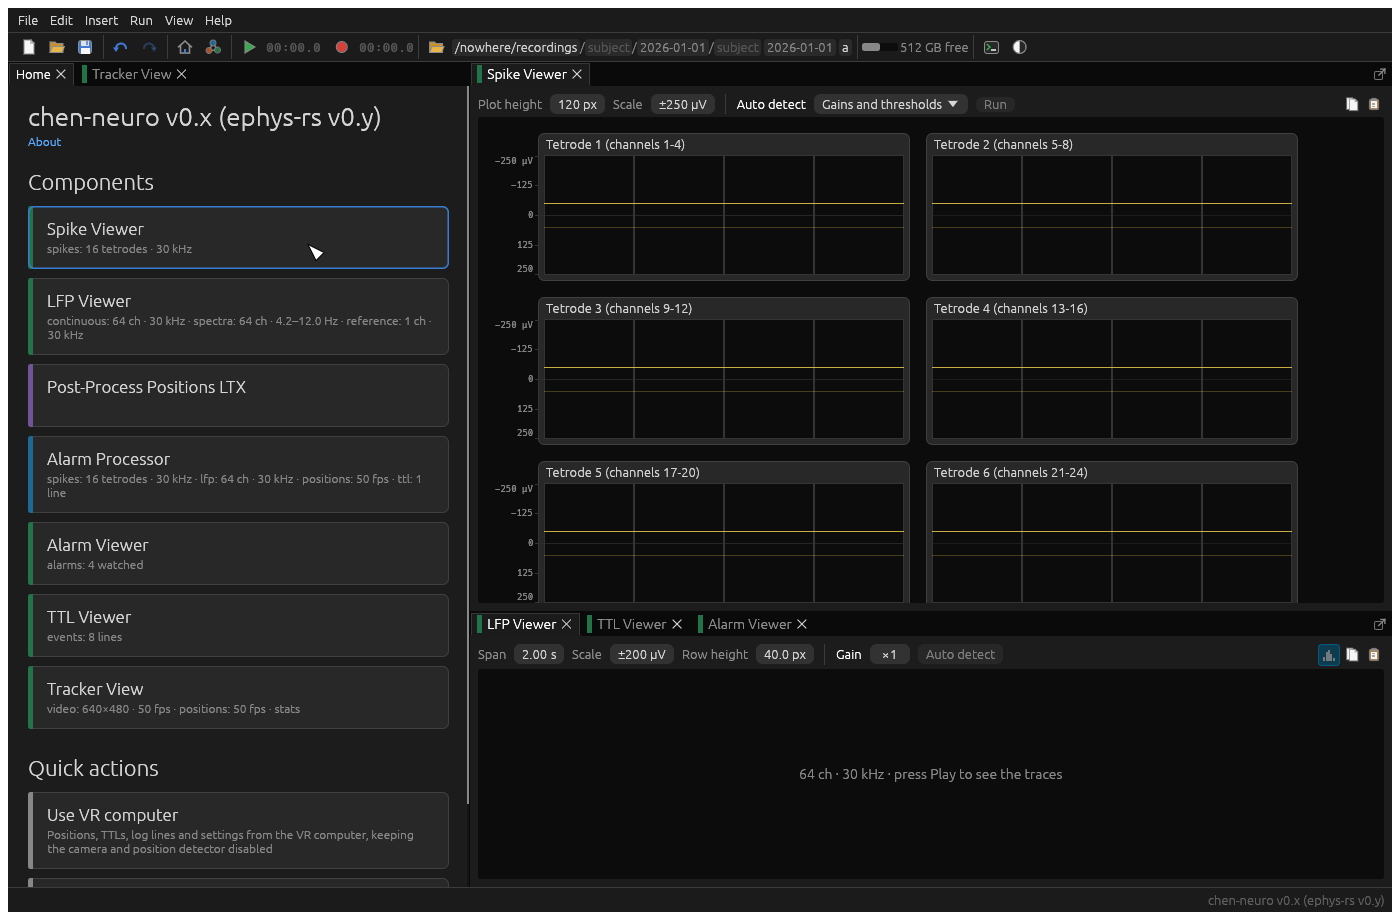 File Edit Insert Run View Help
00:00.0 00:00.0 /nowhere/recordings/subject/2026-01-01/subject 2026-01-01 a 512 GB free
Home Tracker View
chen-neuro v0.x (ephys-rs v0.y)
About
Components
Spike Viewer
spikes: 16 tetrodes · 30 kHz
LFP Viewer
continuous: 64 ch · 30 kHz · spectra: 64 ch · 4.2–12.0 Hz · reference: 1 ch ·
30 kHz
Post-Process Positions LTX
Alarm Processor
spikes: 16 tetrodes · 30 kHz · lfp: 64 ch · 30 kHz · positions: 50 fps · ttl: 1
line
Alarm Viewer
alarms: 4 watched
TTL Viewer
events: 8 lines
Tracker View
video: 640×480 · 50 fps · positions: 50 fps · stats
Quick actions
Use VR computer
Positions, TTLs, log lines and settings from the VR computer, keeping
the camera and position detector disabled
Spike Viewer
Plot height 120 px Scale ±250 µV Auto detect Gains and thresholds Run
Tetrode 1 (channels 1-4) Tetrode 2 (channels 5-8)
−250 µV
−125
0
125
250
Tetrode 3 (channels 9-12) Tetrode 4 (channels 13-16)
−250 µV
−125
0
125
250
Tetrode 5 (channels 17-20) Tetrode 6 (channels 21-24)
−250 µV
−125
0
125
250
LFP Viewer TTL Viewer Alarm Viewer
Span 2.00 s Scale ±200 µV Row height 40.0 px Gain ×1 Auto detect
64 ch · 30 kHz · press Play to see the traces
chen-neuro v0.x (ephys-rs v0.y)